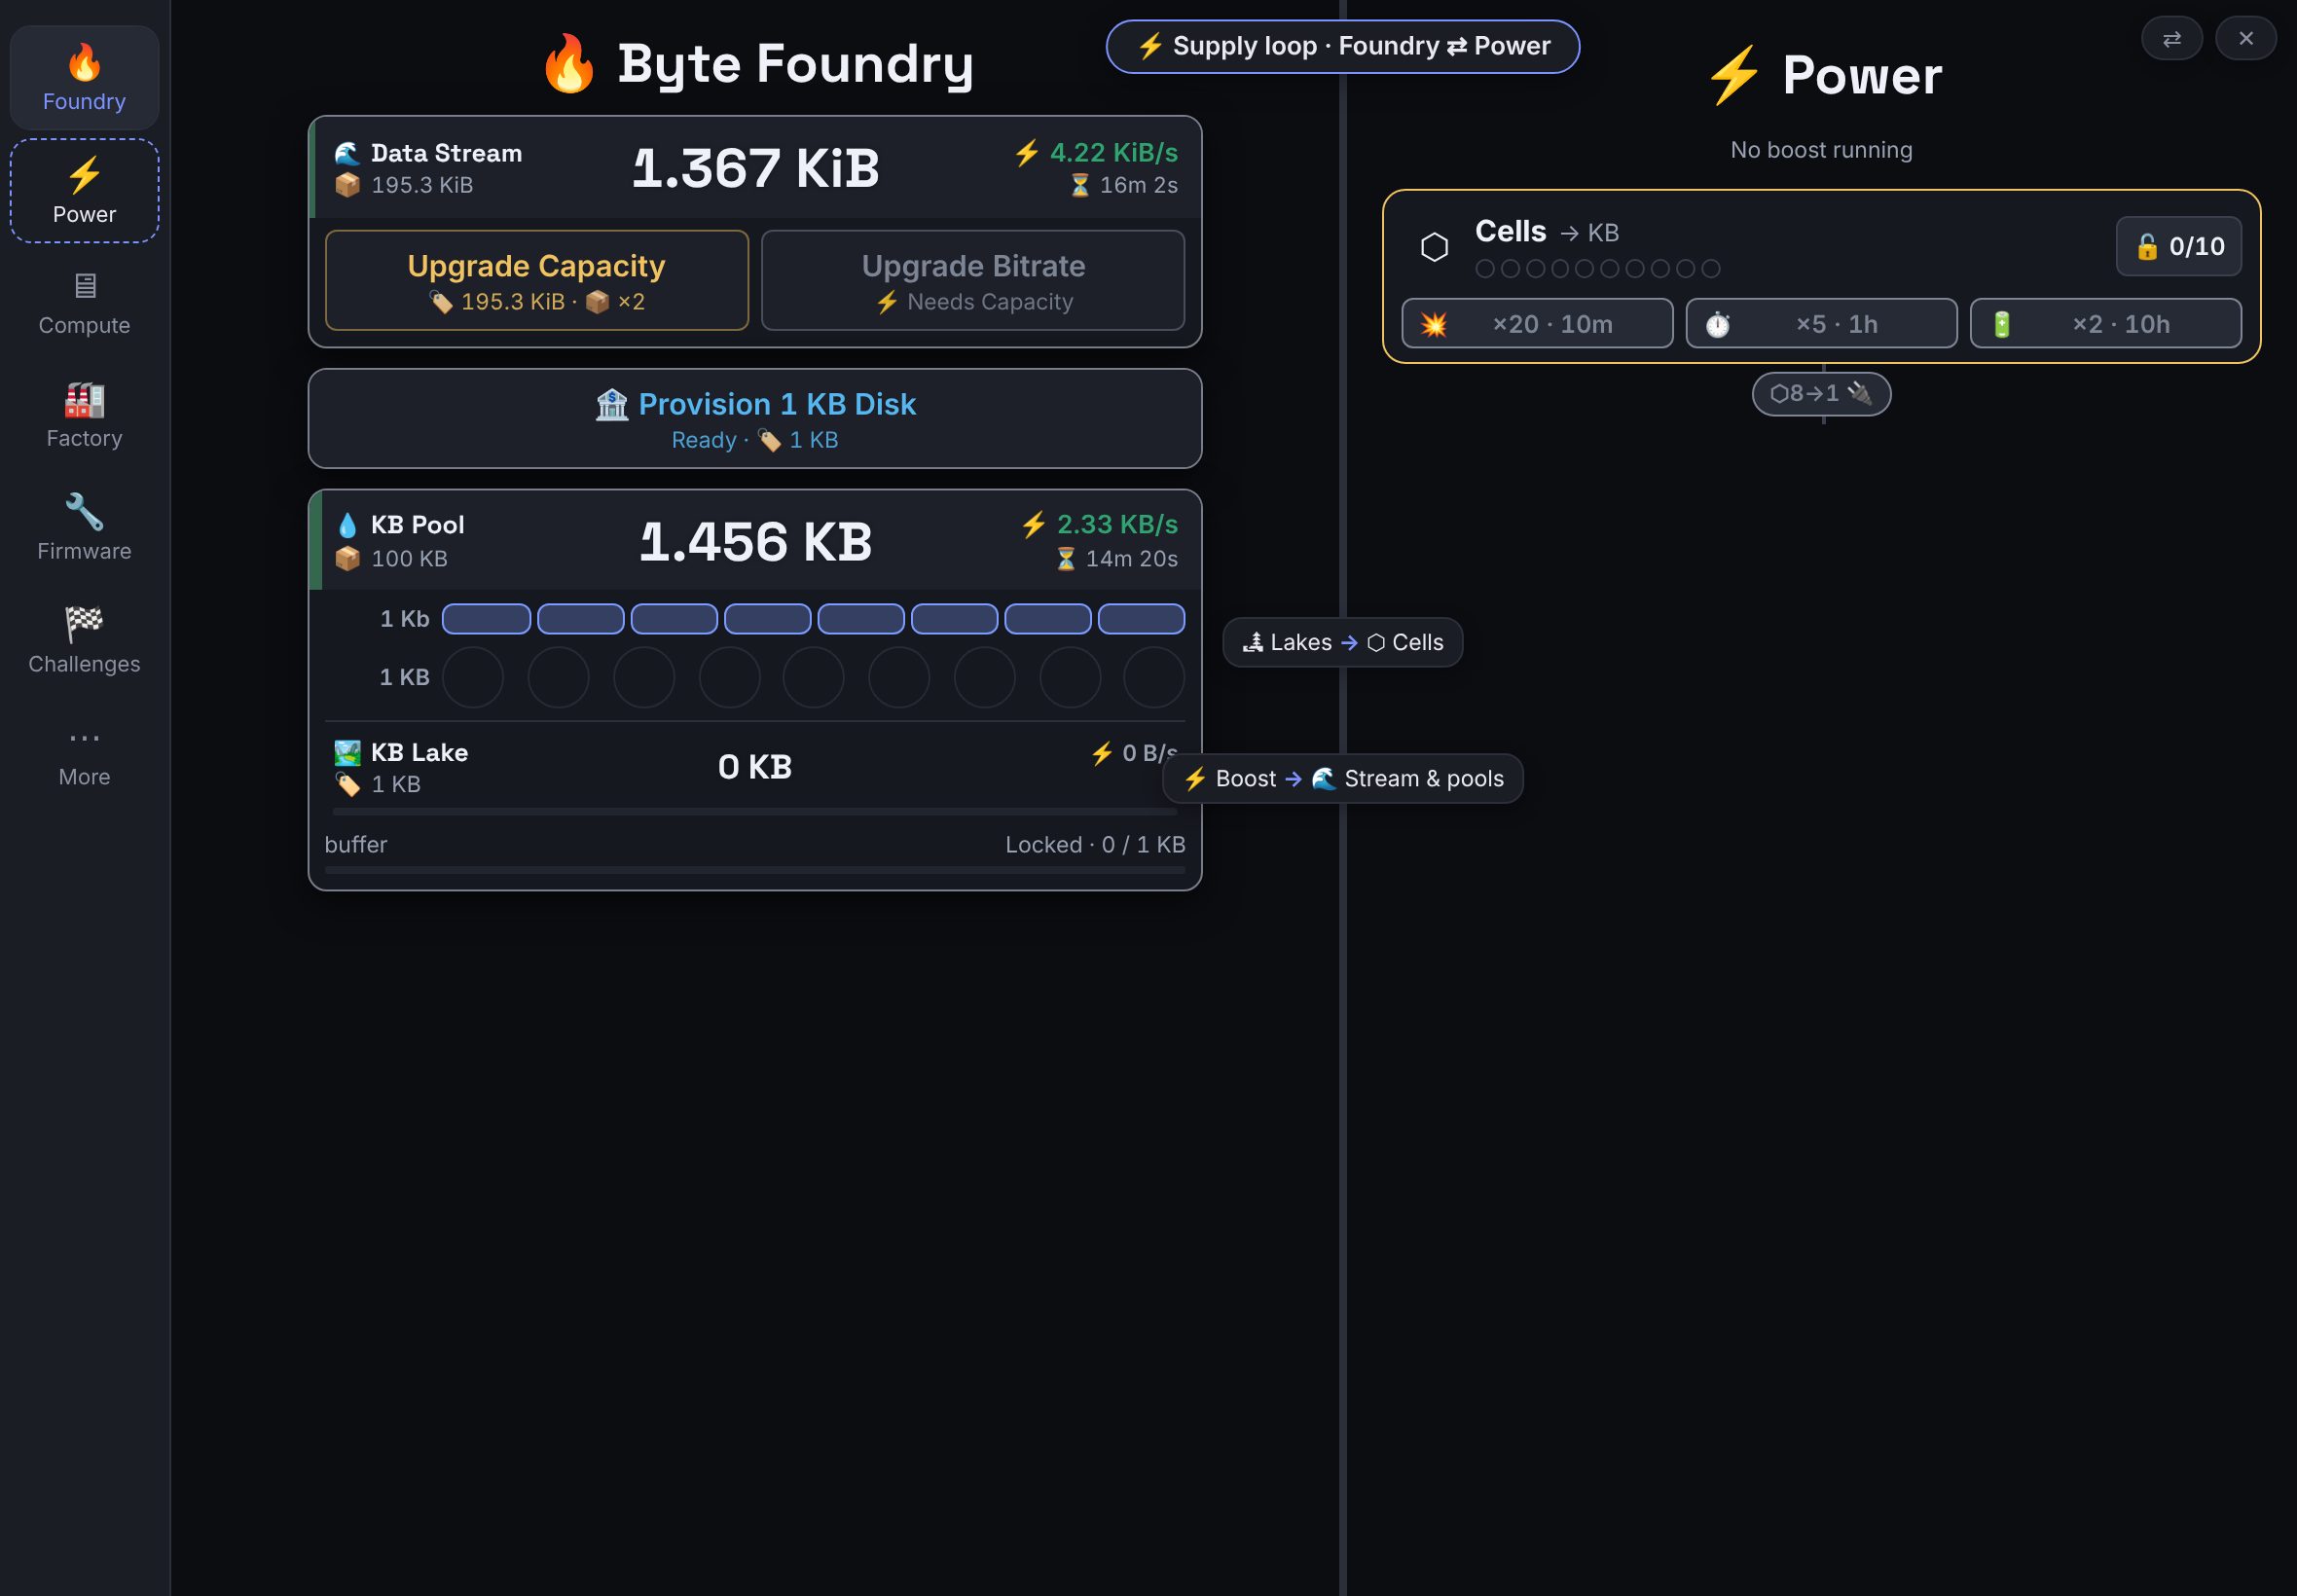 🔥 Foundry
⚡ Power
🖥 Compute
🏭 Factory
🔧 Firmware
🏁 Challenges
⋯ More
🔥 Byte Foundry
🌊 Data Stream
📦 195.3 KiB
1.367 KiB
⚡ 4.22 KiB/s
⏳ 16m 2s
Upgrade Capacity
🏷️ 195.3 KiB · 📦 ×2
Upgrade Bitrate
⚡ Needs Capacity
🏦 Provision 1 KB Disk
Ready · 🏷️ 1 KB
💧 KB Pool
📦 100 KB
1.456 KB
⚡ 2.33 KB/s
⏳ 14m 20s
1 Kb
1 KB
🏞️ KB Lake
🏷️ 1 KB
0 KB
⚡ 0 B/s
buffer
Locked · 0 / 1 KB
⚡ Supply loop · Foundry ⇄ Power
🏞 Lakes → ⬡ Cells
⚡ Boost → 🌊 Stream & pools
⇄ ✕
⚡ Power
No boost running
⬡ Cells → KB
🔓 0/10
💥 ×20 · 10m
⏱️ ×5 · 1h
🔋 ×2 · 10h
⬡8→1 🔌